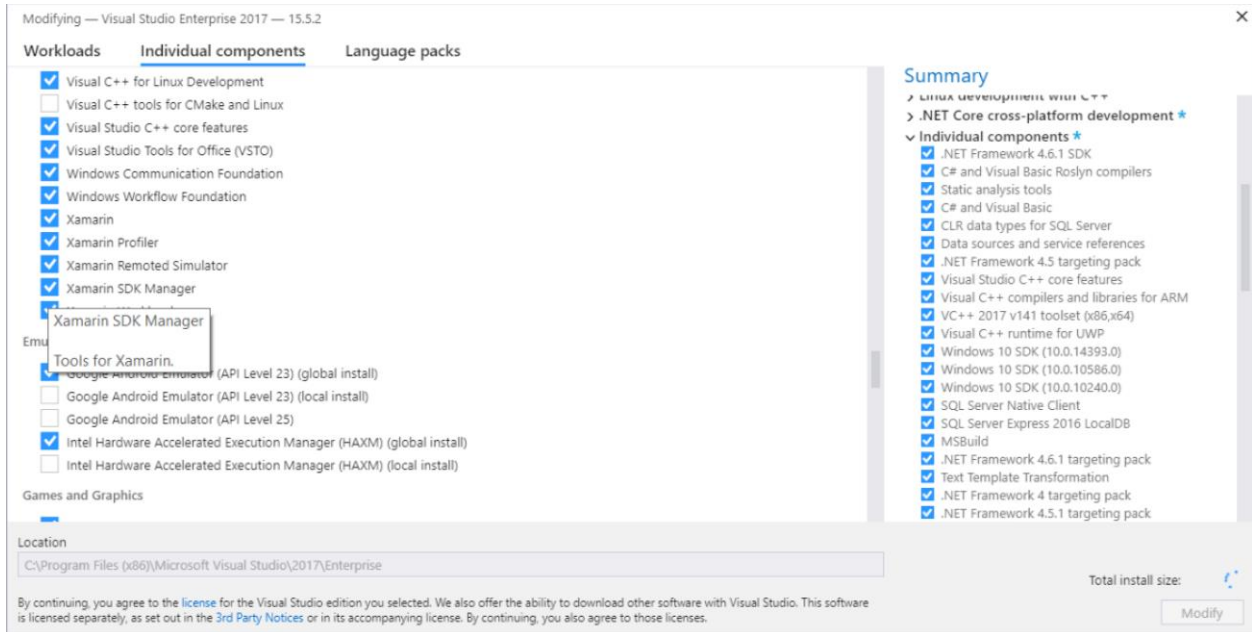 Modifying — Visual Studio Enterprise 2017 — 15.5.2
Workloads Individual components Language packs
Visual C++ for Linux Development
Visual C++ tools for CMake and Linux
Visual Studio C++ core features
Visual Studio Tools for Office (VSTO)
Windows Communication Foundation
Windows Workflow Foundation
Xamarin
Xamarin Profiler
Xamarin Remoted Simulator
Xamarin SDK Manager
Xamarin SDK Manager
Tools for Xamarin.
Emu
Google Android Emulator (API Level 23) (global install)
Google Android Emulator (API Level 23) (local install)
Google Android Emulator (API Level 25)
Intel Hardware Accelerated Execution Manager (HAXM) (global install)
Intel Hardware Accelerated Execution Manager (HAXM) (local install)
Games and Graphics
Summary
Linux development with C++
.NET Core cross-platform development *
Individual components *
.NET Framework 4.6.1 SDK
C# and Visual Basic Roslyn compilers
Static analysis tools
C# and Visual Basic
CLR data types for SQL Server
Data sources and service references
.NET Framework 4.5 targeting pack
Visual Studio C++ core features
Visual C++ compilers and libraries for ARM
VC++ 2017 v141 toolset (x86,x64)
Visual C++ runtime for UWP
Windows 10 SDK (10.0.14393.0)
Windows 10 SDK (10.0.10586.0)
Windows 10 SDK (10.0.10240.0)
SQL Server Native Client
SQL Server Express 2016 LocalDB
MSBuild
.NET Framework 4.6.1 targeting pack
Text Template Transformation
.NET Framework 4 targeting pack
.NET Framework 4.5.1 targeting pack
Location
C:\Program Files (x86)\Microsoft Visual Studio\2017\Enterprise
By continuing, you agree to the license for the Visual Studio edition you selected. We also offer the ability to download other software with Visual Studio. This software
is licensed separately, as set out in the 3rd Party Notices or in its accompanying license. By continuing, you also agree to those licenses.
Total install size:
Modify